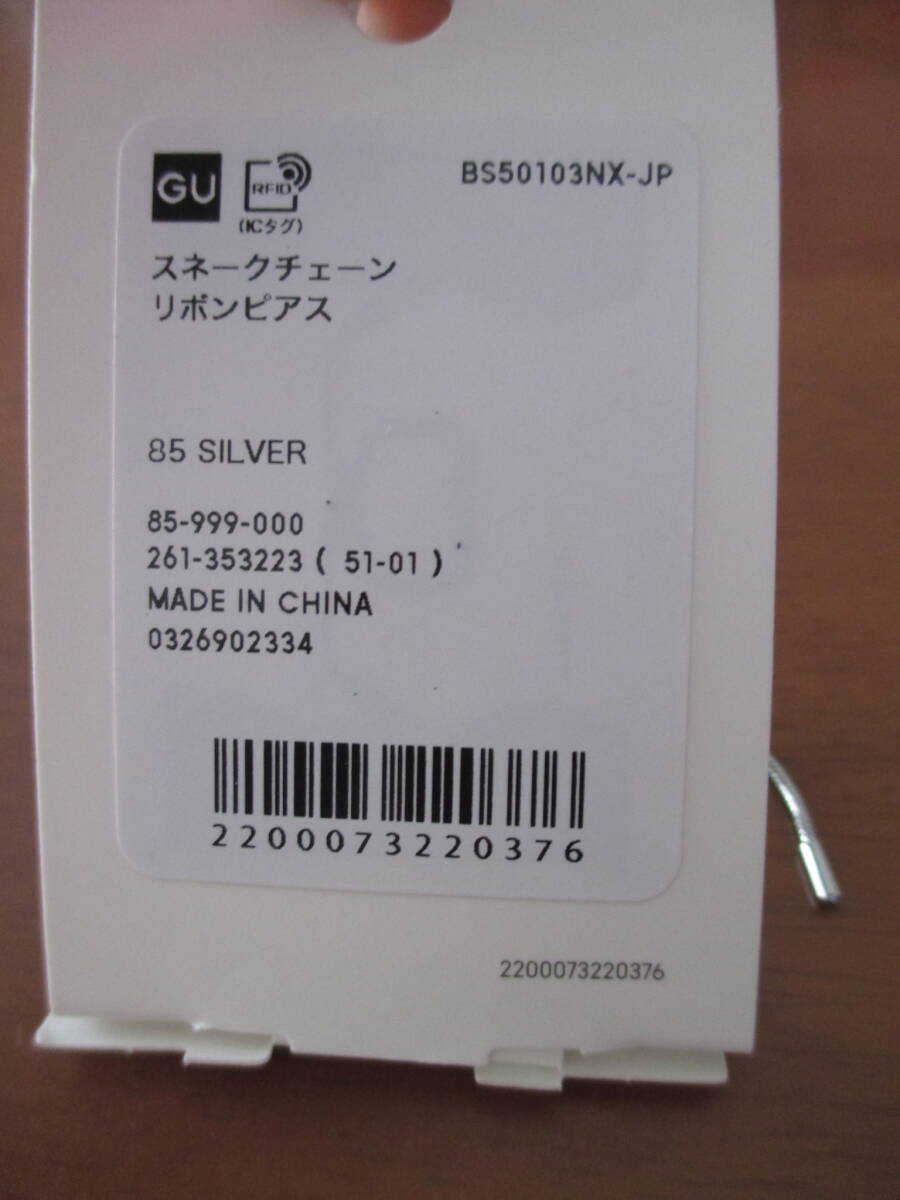 GU
RFID
BS50103NX-JP
(ICタグ)
スネークチェーン
リボンピアス
85 SILVER
85-999-000
261-353223 ( 51-01 )
MADE IN CHINA
0326902334
2200073220376
2200073220376